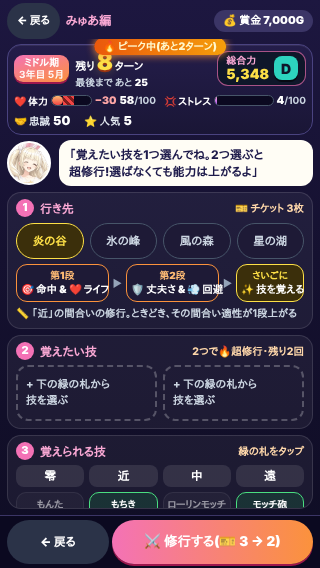 ← 戻る
みゅあ編
💰 賞金 7,000G
🔥 ピーク中(あと2ターン)
ミドル期
3年目 5月
残り 8 ターン
最後まで あと 25
総合力
5,348
D
❤️ 体力 −30 58/100
💢 ストレス 4/100
🤝 忠誠 50
⭐ 人気 5
「覚えたい技を1つ選んでね。2つ選ぶと
超修行!選ばなくても能力は上がるよ」
1 行き先
🎫 チケット 3枚
炎の谷
氷の峰
風の森
星の湖
第1段
🎯 命中 & ❤️ ライフ
▶
第2段
🛡️ 丈夫さ & 💨 回避
▶
さいごに
✨ 技を覚える
📏 「近」の間合いの修行。ときどき、その間合い適性が1段上がる
2 覚えたい技
2つで🔥超修行・残り2回
+ 下の緑の札から
技を選ぶ
+ 下の緑の札から
技を選ぶ
3 覚えられる技
緑の札をタップ
零
近
中
遠
もんた
もちき
ローリンモッチ
モッチ砲
← 戻る
⚔️ 修行する(🎫 3 → 2)